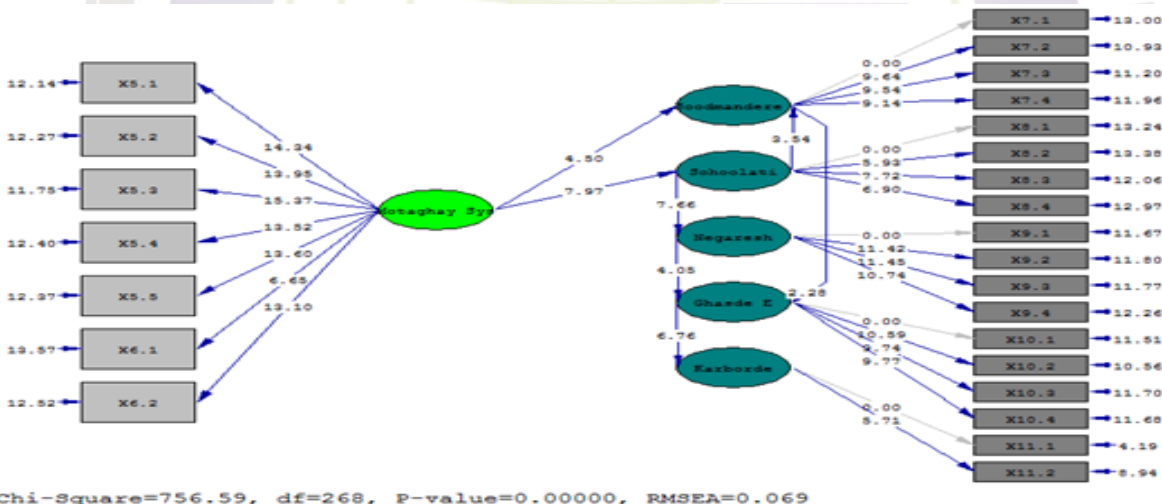 X7.1
13.00
X7.2
10.93
X7.3
11.20
X7.4
11.96
X8.1
13.24
X8.2
13.38
X8.3
12.06
X8.4
12.97
X9.1
11.67
X9.2
11.80
X9.3
11.77
X9.4
12.26
X10.1
11.51
X10.2
10.56
X10.3
11.70
X10.4
11.68
X11.1
4.19
X11.2
8.94
12.14
X5.1
12.27
X5.2
11.75
X5.3
12.40
X5.4
12.37
X5.5
13.57
X6.1
12.52
X6.2
14.34
13.95
15.37
13.52
13.60
6.65
13.10
4.50
7.97
Sohoolati
Negaresh
Ghasde E
Karborde
3.54
7.66
4.05
6.76
2.28
0.00
9.64
9.54
9.14
0.00
5.93
7.72
6.90
0.00
11.42
11.45
10.74
0.00
10.59
9.74
9.77
0.00
5.71
Chi-Square=756.59, df=268, P-value=0.00000, RMSEA=0.069